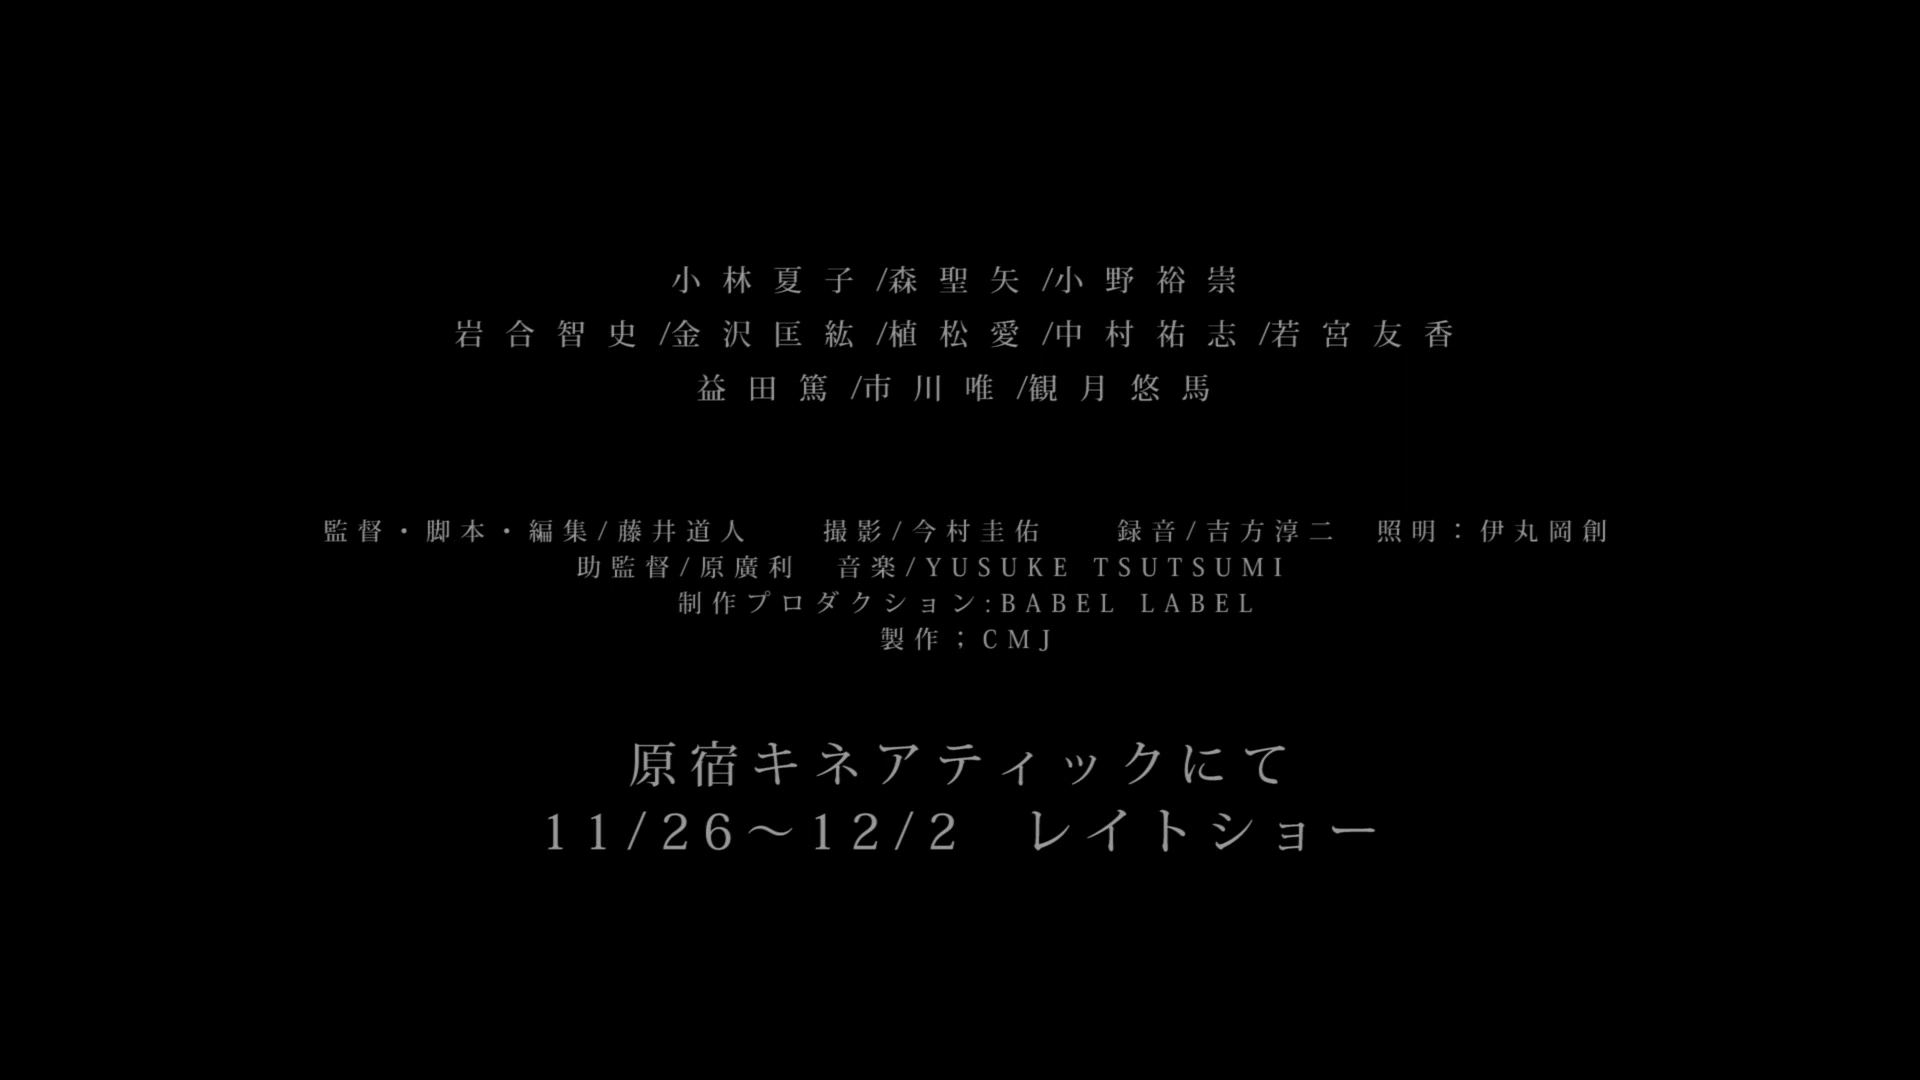 小林夏子/森聖矢/小野裕崇
岩合智史/金沢匡紘/植松愛/中村祐志/若宮友香
益田篤/市川唯/観月悠馬
監督・脚本・編集/藤井道人　撮影/今村圭佑　録音/吉方淳二　照明：伊丸岡創
助監督/原廣利　音楽/YUSUKE TSUTSUMI
制作プロダクション:BABEL LABEL
製作；CMJ
原宿キネアティックにて
11/26〜12/2　レイトショー